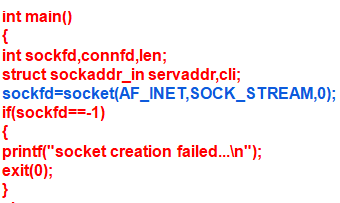 int main()
{
int sockfd,connfd,len;
struct sockaddr_in servaddr,cli;
sockfd=socket(AF_INET,SOCK_STREAM,0);
if(sockfd==-1)
{
printf("socket creation failed...\n");
exit(0);
}